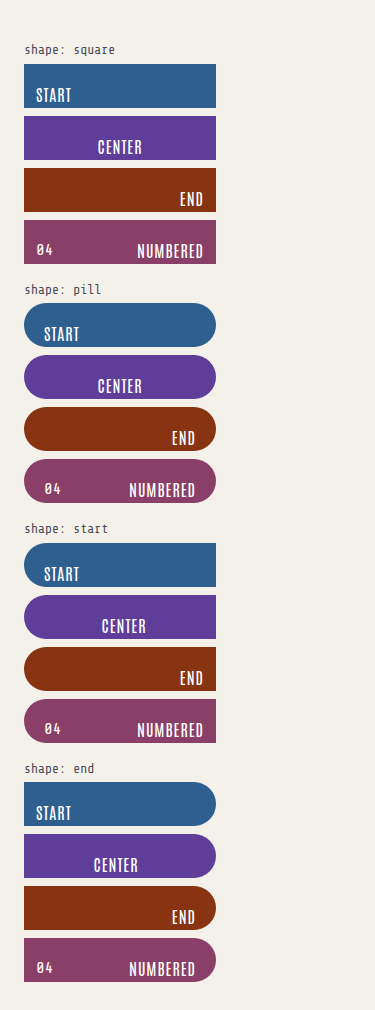 shape: square
START
CENTER
END
04 NUMBERED
shape: pill
START
CENTER
END
04 NUMBERED
shape: start
START
CENTER
END
04 NUMBERED
shape: end
START
CENTER
END
04 NUMBERED